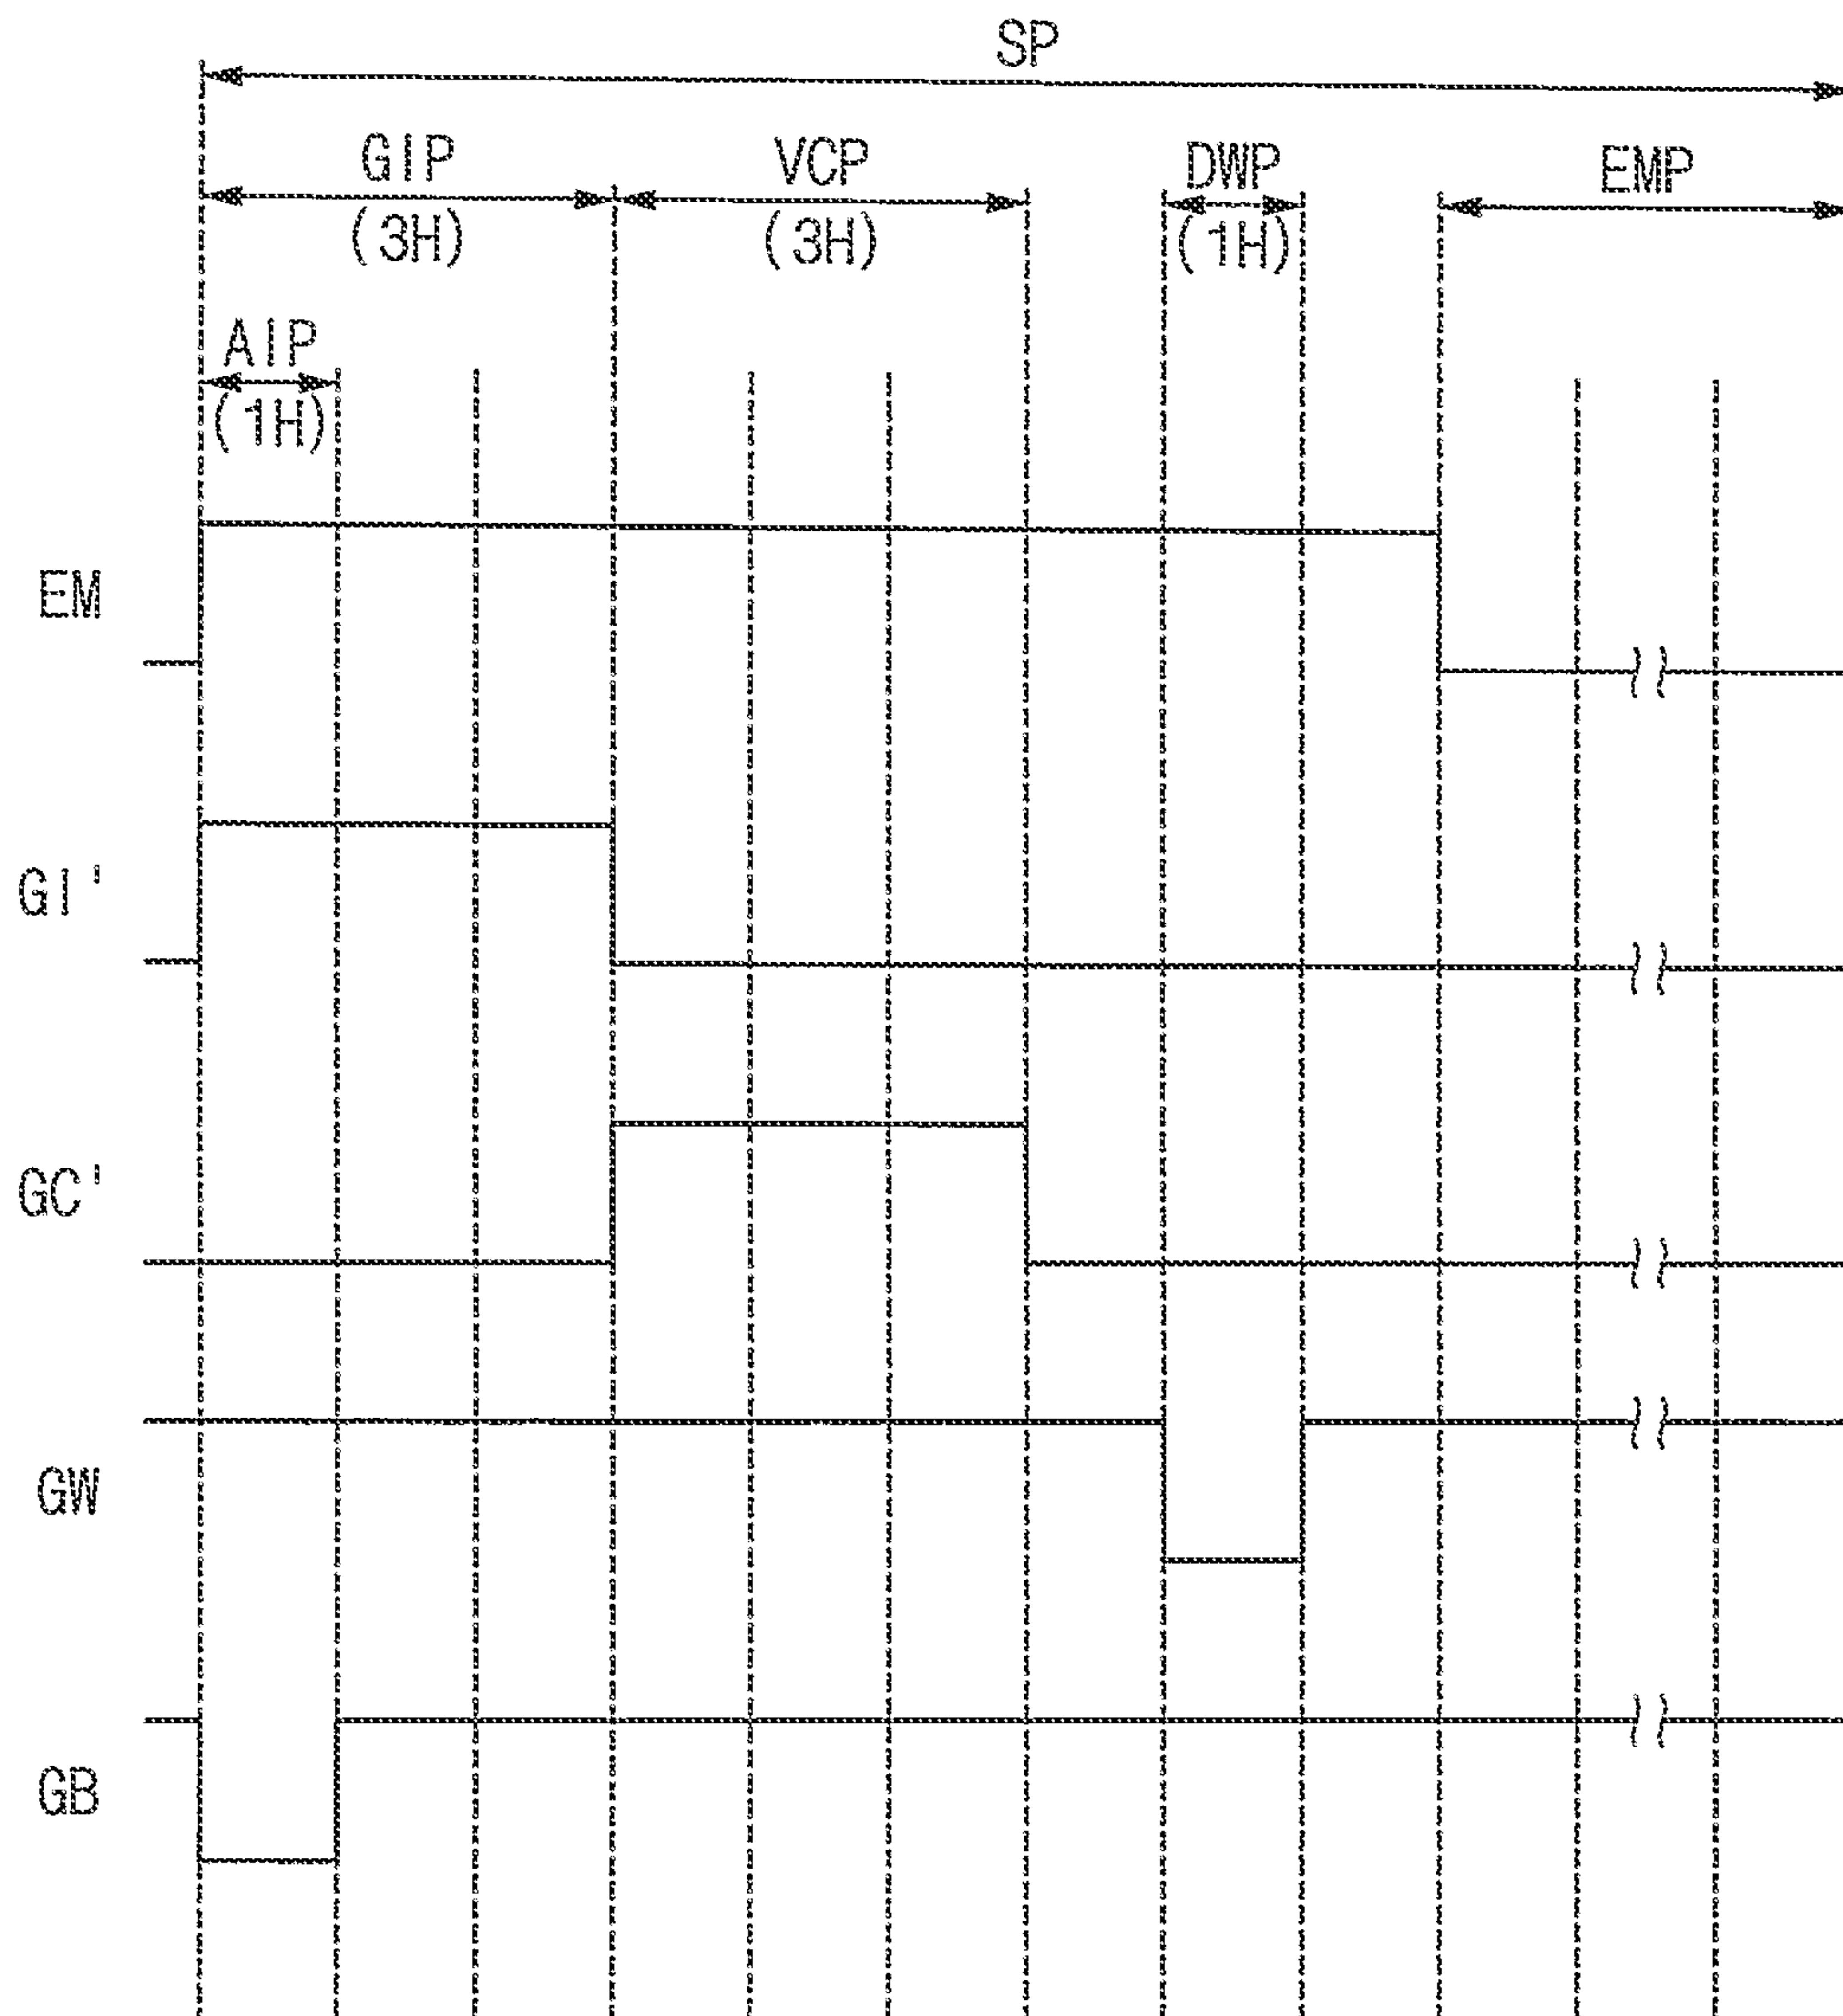 SP
GIP VCP DWP EMP
(3H) (3H) (1H)
AIP
(1H)
EM
GI'
GC'
GW
GB